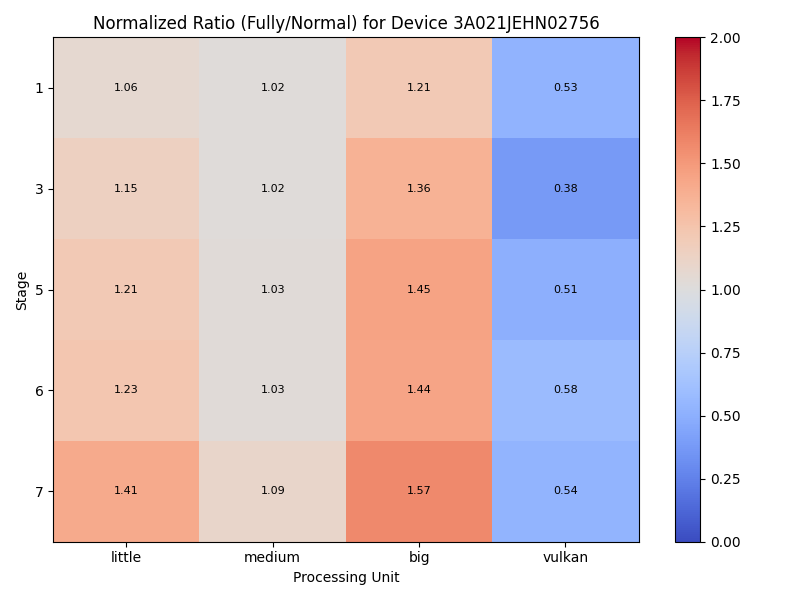 Normalized Ratio (Fully/Normal) for Device 3A021JEHN02756
2.00
1.75
1.50
1.25
1.00
0.75
0.50
0.25
0.00
Stage
1 1.06 1.02 1.21 0.53
3 1.15 1.02 1.36 0.38
5 1.21 1.03 1.45 0.51
6 1.23 1.03 1.44 0.58
7 1.41 1.09 1.57 0.54
little medium big vulkan
Processing Unit